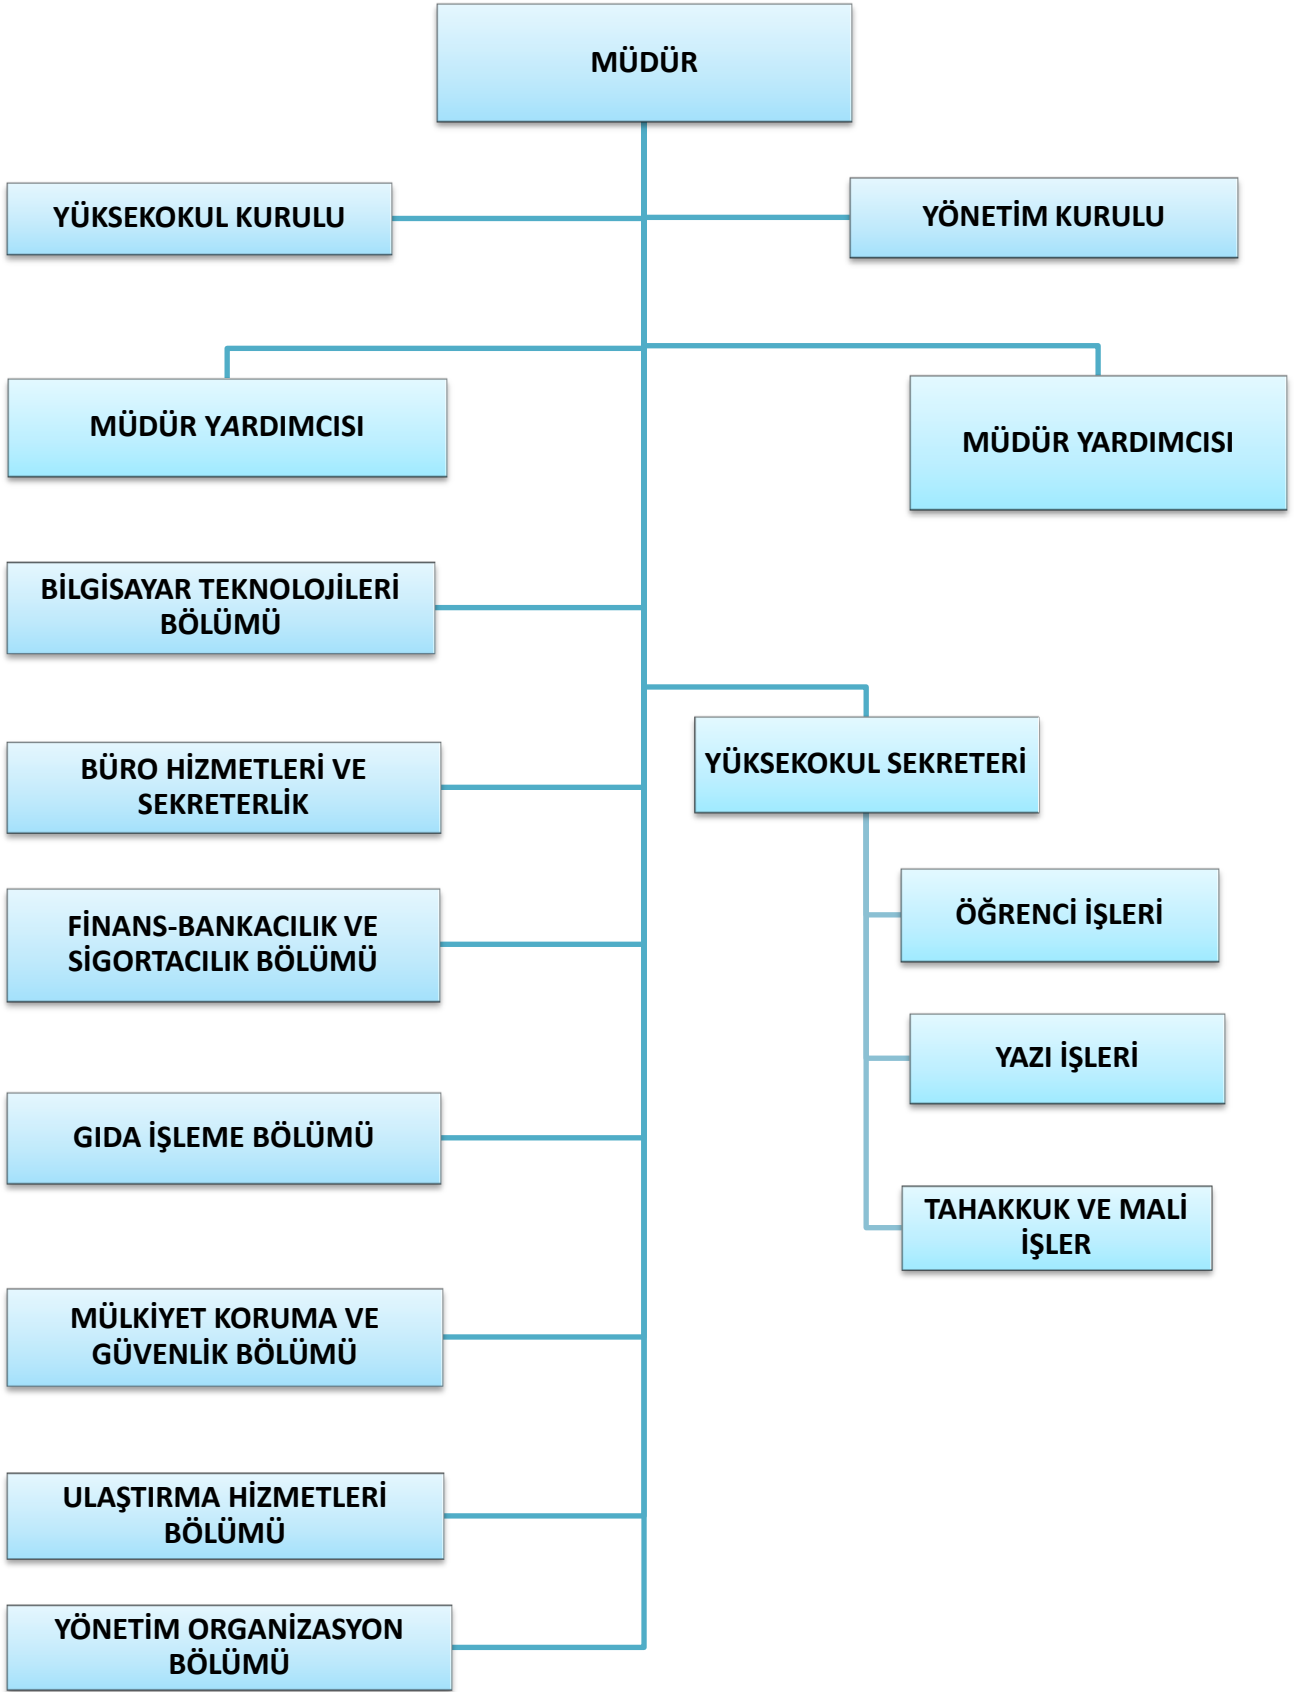 MÜDÜR
YÜKSEKOKUL KURULU
YÖNETİM KURULU
MÜDÜR YARDIMCISI
MÜDÜR YARDIMCISI
BİLGİSAYAR TEKNOLOJİLERİ
BÖLÜMÜ
BÜRO HİZMETLERİ VE
SEKRETERLİK
FİNANS-BANKACILIK VE
SİGORTACILIK BÖLÜMÜ
GIDA İŞLEME BÖLÜMÜ
MÜLKİYET KORUMA VE
GÜVENLİK BÖLÜMÜ
ULAŞTIRMA HİZMETLERİ
BÖLÜMÜ
YÖNETİM ORGANİZASYON
BÖLÜMÜ
YÜKSEKOKUL SEKRETERİ
ÖĞRENCİ İŞLERİ
YAZI İŞLERİ
TAHAKKUK VE MALİ
İŞLER